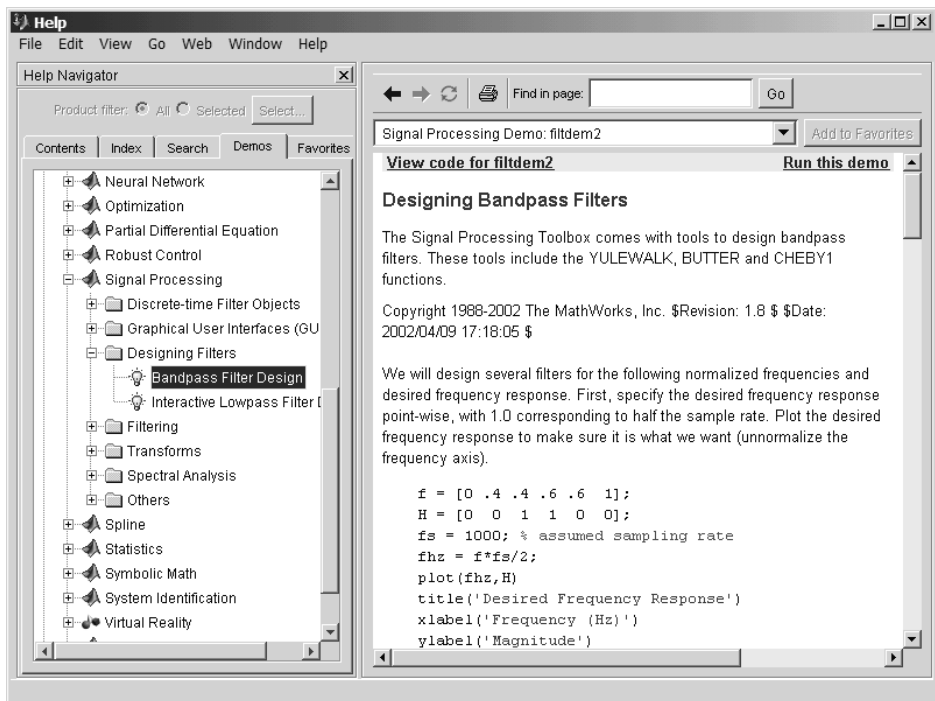 Help
File Edit View Go Web Window Help
Help Navigator
Product filter: All Selected Select...
Contents Index Search Demos Favorites
Neural Network
Optimization
Partial Differential Equation
Robust Control
Signal Processing
Discrete-time Filter Objects
Graphical User Interfaces (GU
Designing Filters
Bandpass Filter Design
Interactive Lowpass Filter D
Filtering
Transforms
Spectral Analysis
Others
Spline
Statistics
Symbolic Math
System Identification
Virtual Reality
Find in page: Go
Signal Processing Demo: filtdem2 Add to Favorites
View code for filtdem2 Run this demo
Designing Bandpass Filters
The Signal Processing Toolbox comes with tools to design bandpass
filters. These tools include the YULEWALK, BUTTER and CHEBY1
functions.
Copyright 1988-2002 The MathWorks, Inc. $Revision: 1.8 $ $Date:
2002/04/09 17:18:05 $
We will design several filters for the following normalized frequencies and
desired frequency response. First, specify the desired frequency response
point-wise, with 1.0 corresponding to half the sample rate. Plot the desired
frequency response to make sure it is what we want (unnormalize the
frequency axis).
f = [0 .4 .4 .6 .6 1];
H = [0 0 1 1 0 0];
fs = 1000; % assumed sampling rate
fhz = f*fs/2;
plot(fhz,H)
title('Desired Frequency Response')
xlabel('Frequency (Hz)')
ylabel('Magnitude')